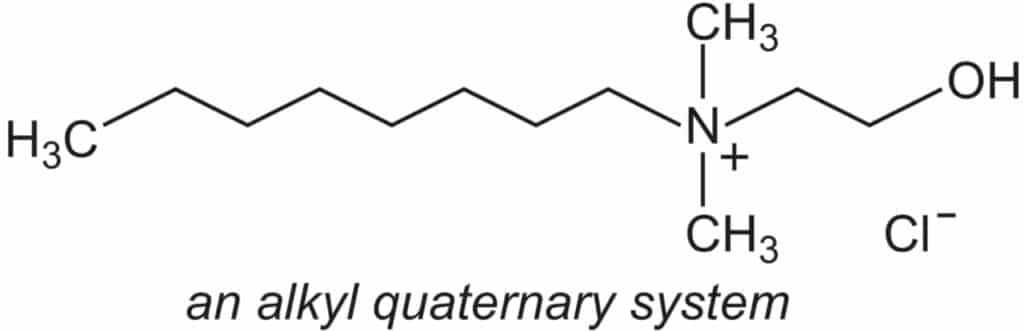 CH₃
OH
H₃C
N
+
CH₃
Cl⁻
an alkyl quaternary system